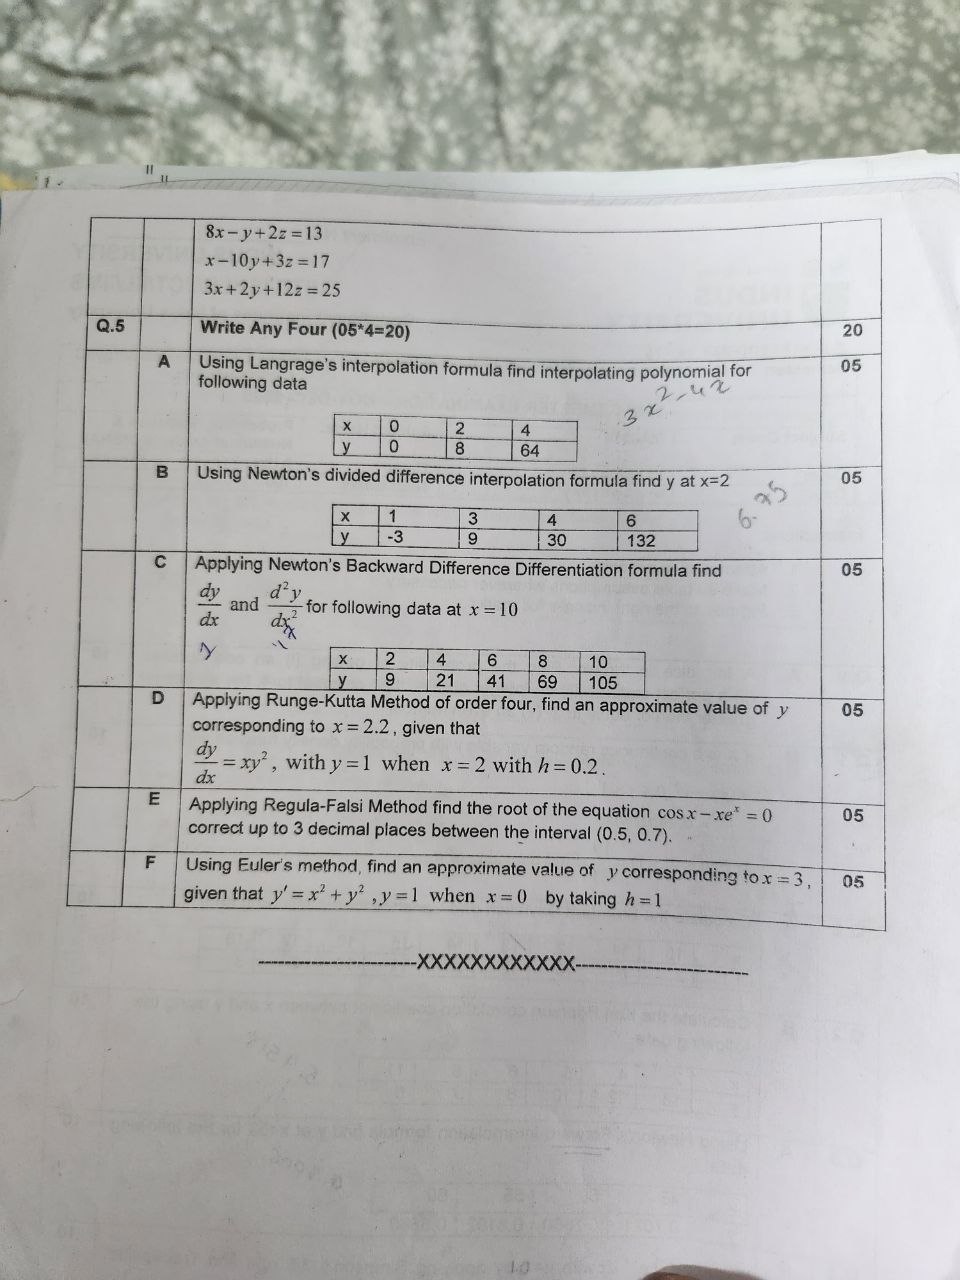 8x-y+2z=13
x-10y+3z=17
3x+2y+12z=25
Q.5 Write Any Four (05*4=20) 20
A Using Langrage's interpolation formula find interpolating polynomial for 05
following data
3x²-4x
x 0 2 4
y 0 8 64
B Using Newton's divided difference interpolation formula find y at x=2 05
x 1 3 4 6
y -3 9 30 132
C Applying Newton's Backward Difference Differentiation formula find 05
dy/dx and d²y/dx² for following data at x=10
x 2 4 6 8 10
y 9 21 41 69 105
D Applying Runge-Kutta Method of order four, find an approximate value of y 05
corresponding to x=2.2, given that
dy/dx = xy², with y=1 when x=2 with h=0.2.
E Applying Regula-Falsi Method find the root of the equation cos x - xeˣ = 0 05
correct up to 3 decimal places between the interval (0.5, 0.7).
F Using Euler's method, find an approximate value of y corresponding to x=3, 05
given that y'=x²+y², y=1 when x=0 by taking h=1
-------------------------XXXXXXXXXXXX---------------------------